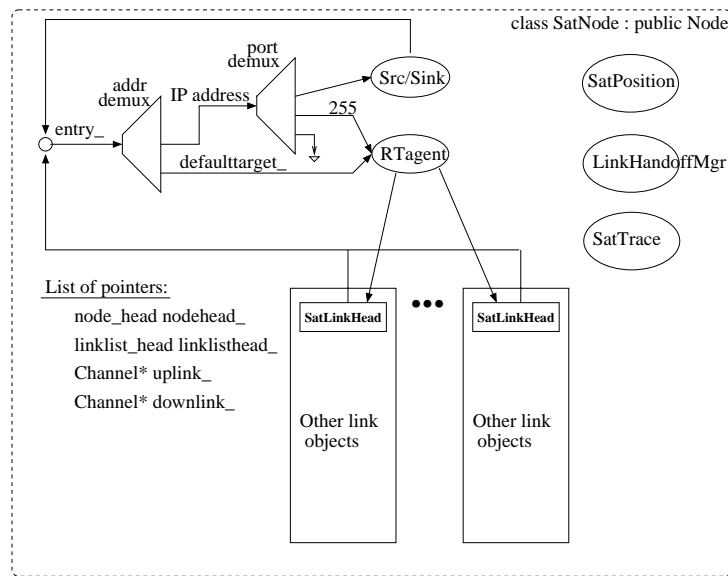 class SatNode : public Node
port
demux
addr
demux
IP address
Src/Sink
SatPosition
255
entry_
RTagent
LinkHandoffMgr
defaulttarget_
SatTrace
List of pointers:
node_head nodehead_
linklist_head linklisthead_
Channel* uplink_
Channel* downlink_
SatLinkHead
SatLinkHead
Other link
objects
Other link
objects